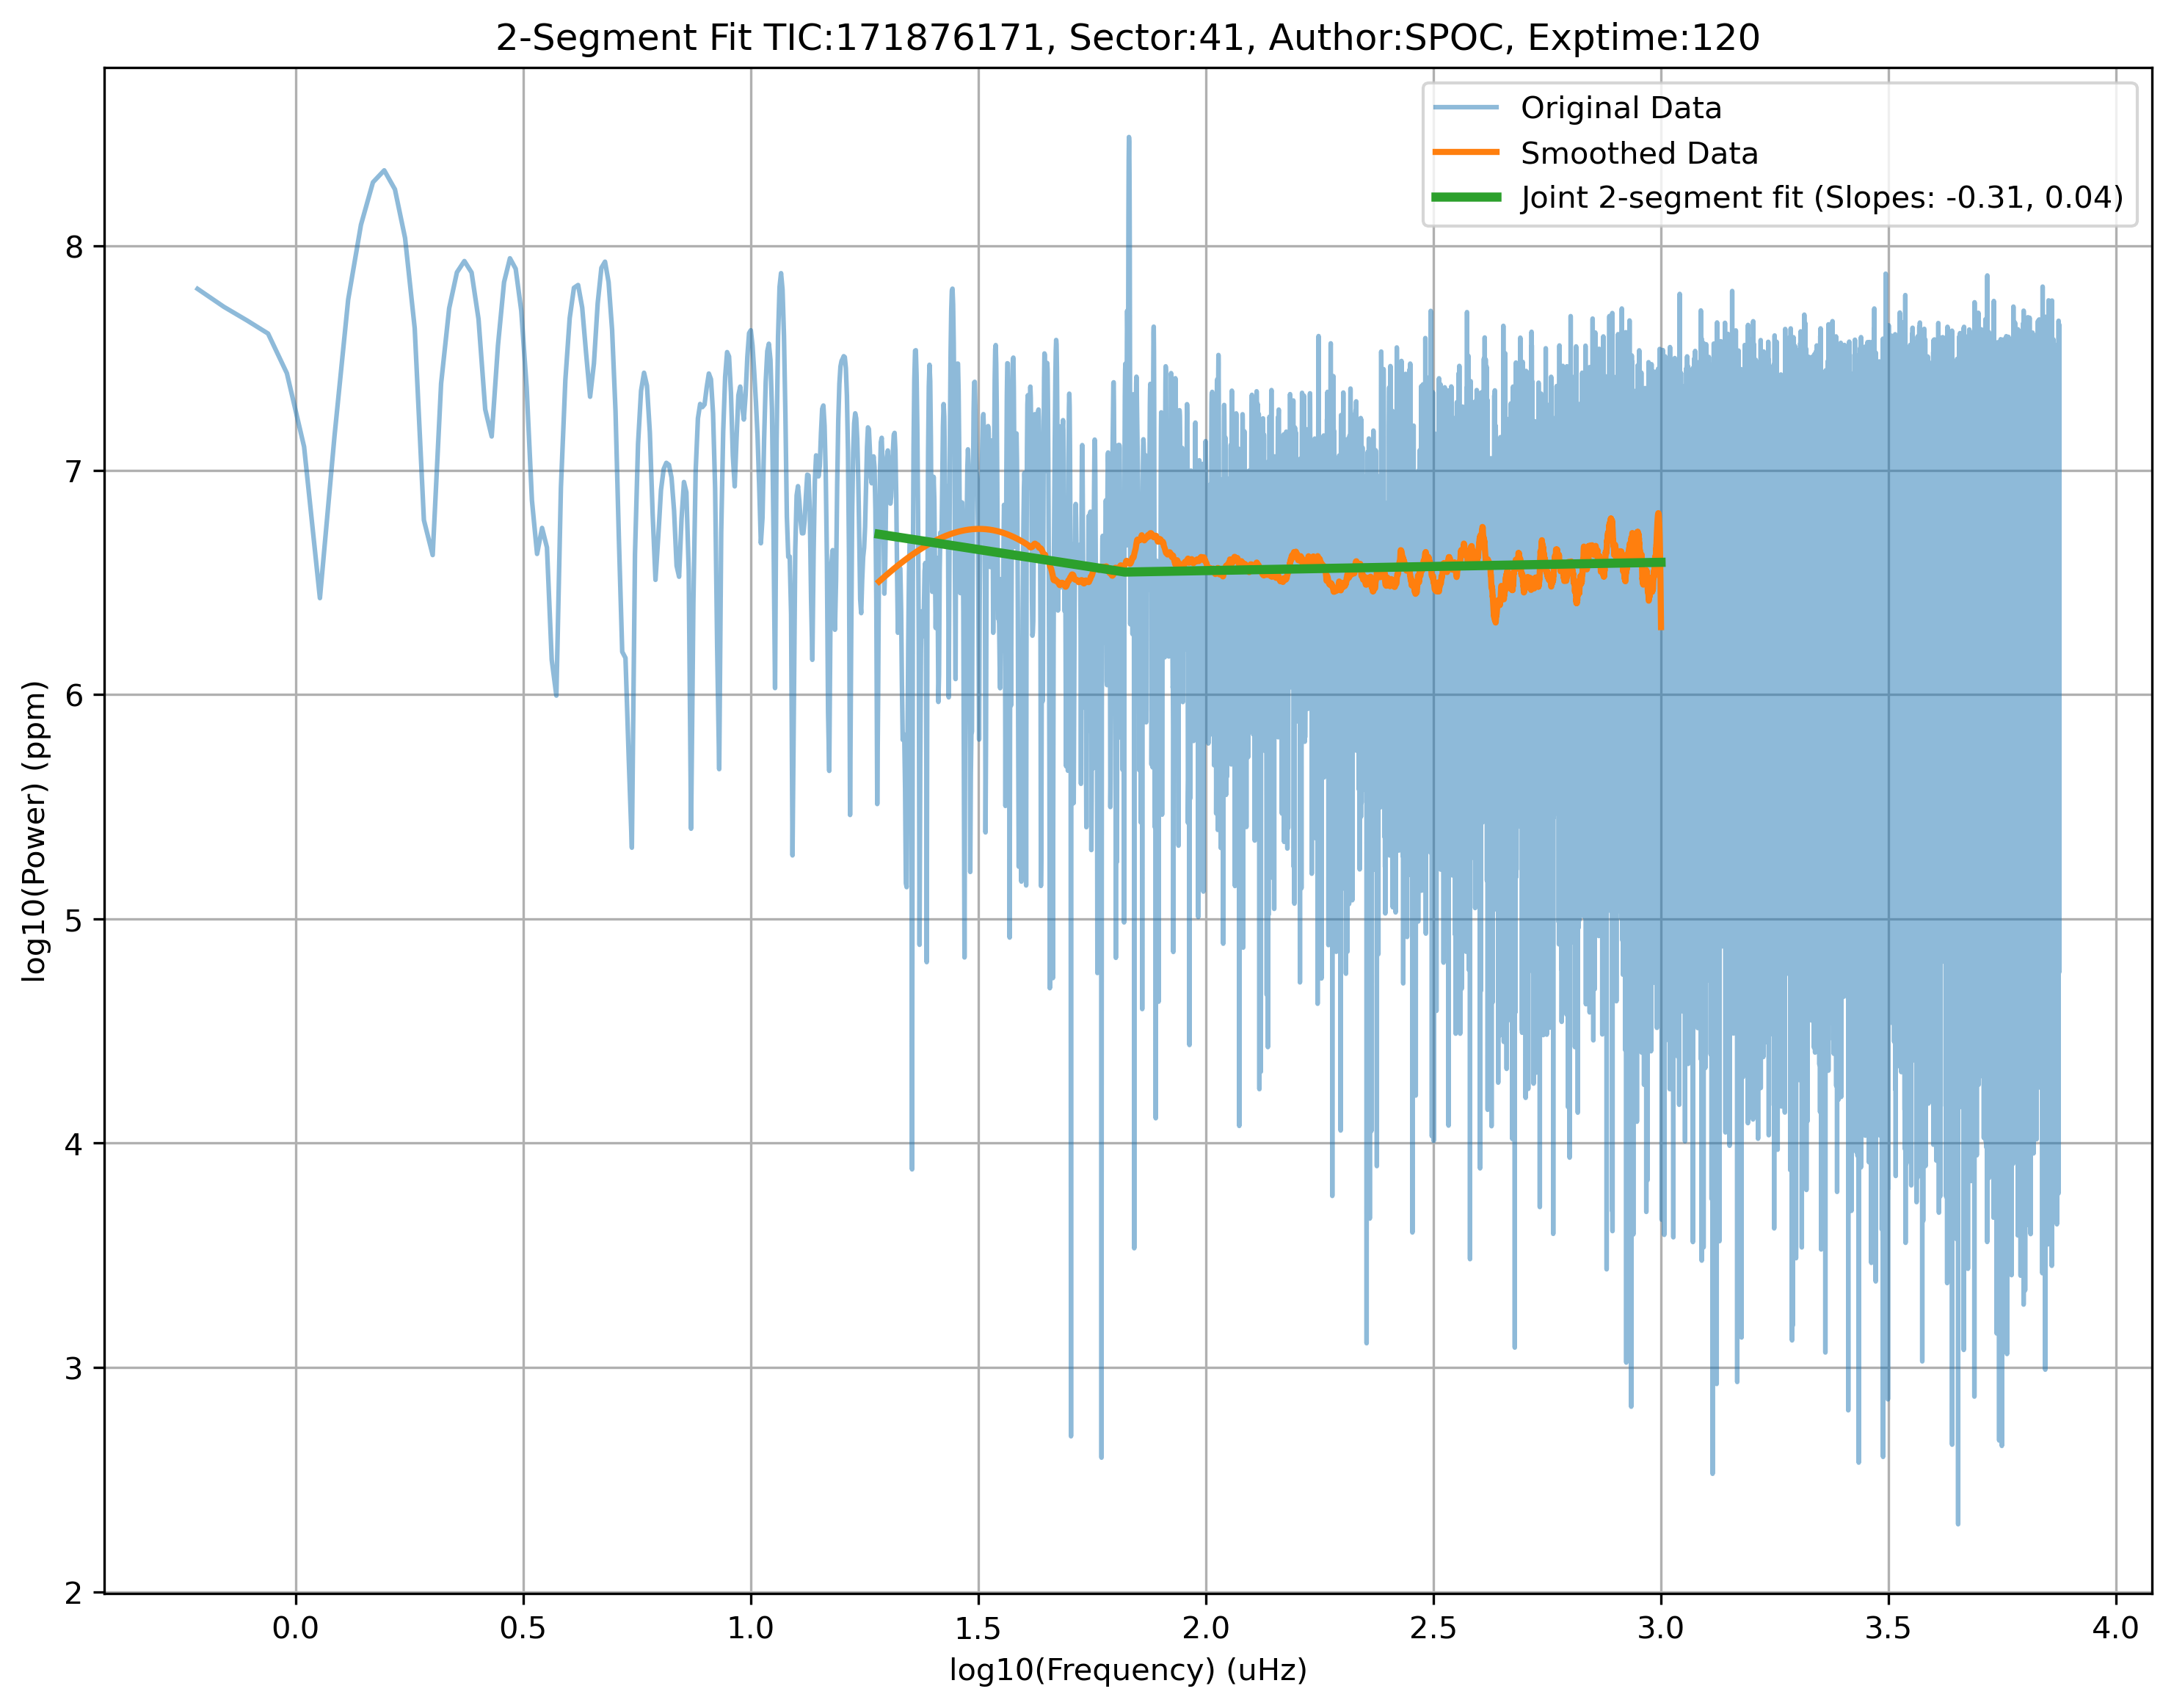 2-Segment Fit TIC:171876171, Sector:41, Author:SPOC, Exptime:120
Original Data
Smoothed Data
Joint 2-segment fit (Slopes: -0.31, 0.04)
log10(Power) (ppm)
8
7
6
5
4
3
2
0.0 0.5 1.0 1.5 2.0 2.5 3.0 3.5 4.0
log10(Frequency) (uHz)